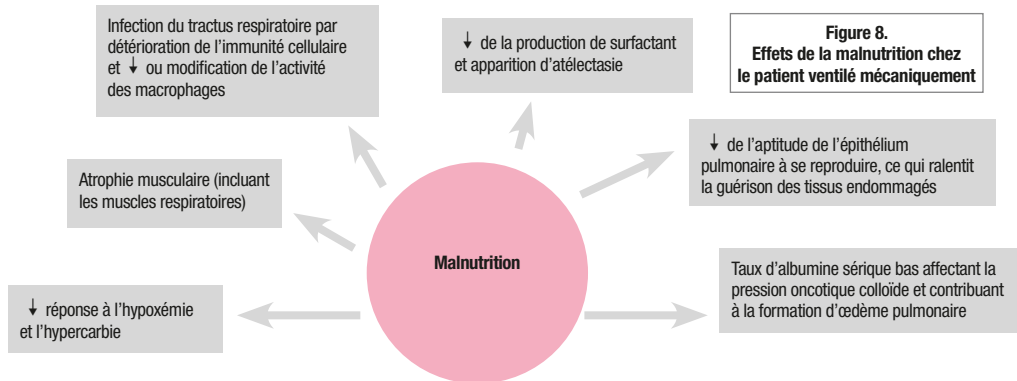 Infection du tractus respiratoire par
détérioration de l'immunité cellulaire
et ↓ ou modification de l'activité
des macrophages
↓ de la production de surfactant
et apparition d'atélectasie
Figure 8.
Effets de la malnutrition chez
le patient ventilé mécaniquement
↓ de l'aptitude de l'épithélium
pulmonaire à se reproduire, ce qui ralentit
la guérison des tissus endommagés
Atrophie musculaire (incluant
les muscles respiratoires)
Malnutrition
Taux d'albumine sérique bas affectant la
pression oncotique colloïde et contribuant
à la formation d'œdème pulmonaire
↓ réponse à l'hypoxémie
et l'hypercarbie